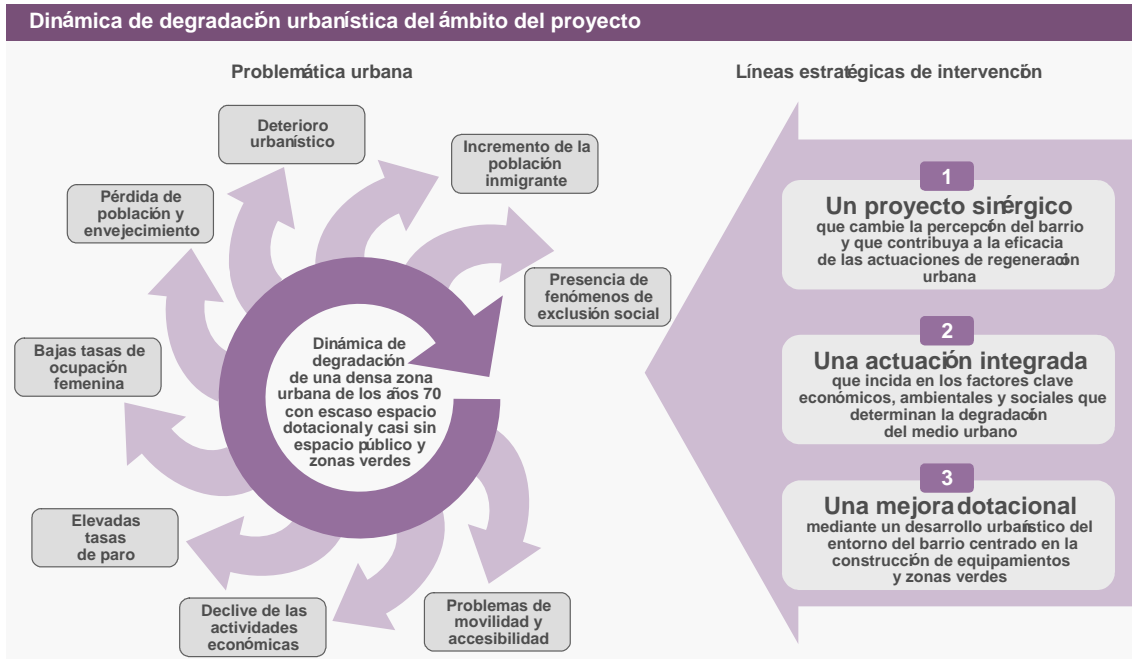 Dinámica de degradación urbanística del ámbito del proyecto
Problemática urbana
Deterioro
urbanístico
Incremento de la
población
inmigrante
Pérdida de
población y
envejecimiento
Presencia de
fenómenos de
exclusión social
Bajas tasas de
ocupación
femenina
Dinámica de
degradación
de una densa zona
urbana de los años 70
con escaso espacio
dotacional y casi sin
espacio público y
zonas verdes
Elevadas
tasas
de paro
Declive de las
actividades
económicas
Problemas de
movilidad y
accesibilidad
Líneas estratégicas de intervención
1
Un proyecto sinérgico
que cambie la percepción del barrio
y que contribuya a la eficacia
de las actuaciones de regeneración
urbana
2
Una actuación integrada
que incida en los factores clave
económicos, ambientales y sociales que
determinan la degradación
del medio urbano
3
Una mejora dotacional
mediante un desarrollo urbanístico del
entorno del barrio centrado en la
construcción de equipamientos
y zonas verdes